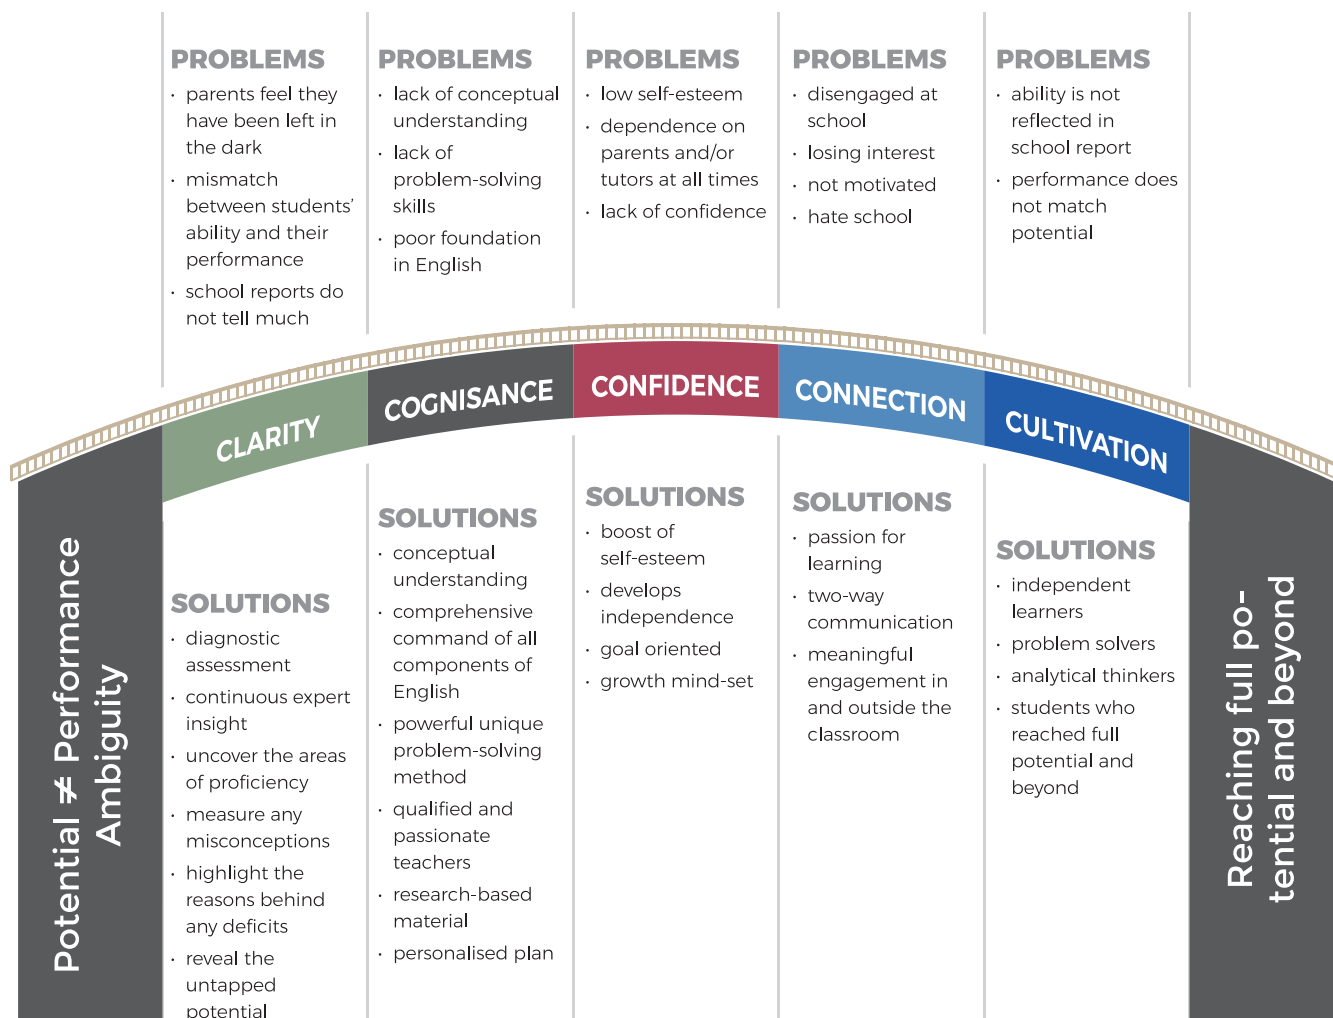 PROBLEMS
· parents feel they
have been left in
the dark
· mismatch
between students'
ability and their
performance
· school reports do
not tell much
PROBLEMS
· lack of conceptual
understanding
· lack of
problem-solving
skills
· poor foundation
in English
PROBLEMS
· low self-esteem
· dependence on
parents and/or
tutors at all times
· lack of confidence
PROBLEMS
· disengaged at
school
· losing interest
· not motivated
· hate school
PROBLEMS
· ability is not
reflected in
school report
· performance does
not match
potential
CLARITY
COGNISANCE
CONFIDENCE
CONNECTION
CULTIVATION
Potential ≠ Performance
Ambiguity
SOLUTIONS
· diagnostic
assessment
· continuous expert
insight
· uncover the areas
of proficiency
· measure any
misconceptions
· highlight the
reasons behind
any deficits
· reveal the
untapped
potential
SOLUTIONS
· conceptual
understanding
· comprehensive
command of all
components of
English
· powerful unique
problem-solving
method
· qualified and
passionate
teachers
· research-based
material
· personalised plan
SOLUTIONS
· boost of
self-esteem
· develops
independence
· goal oriented
· growth mind-set
SOLUTIONS
· passion for
learning
· two-way
communication
· meaningful
engagement in
and outside the
classroom
SOLUTIONS
· independent
learners
· problem solvers
· analytical thinkers
· students who
reached full
potential and
beyond
Reaching full po-
tential and beyond